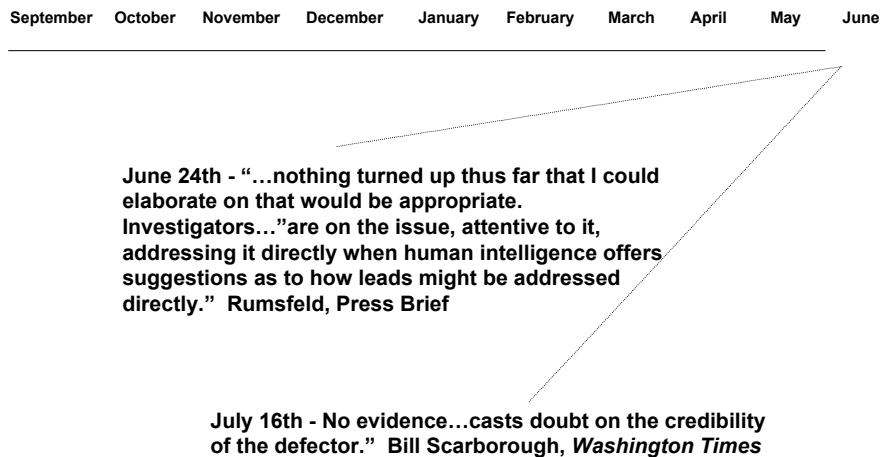 September October November December January February March April May June
June 24th - “…nothing turned up thus far that I could
elaborate on that would be appropriate.
Investigators…”are on the issue, attentive to it,
addressing it directly when human intelligence offers
suggestions as to how leads might be addressed
directly.” Rumsfeld, Press Brief
July 16th - No evidence…casts doubt on the credibility
of the defector.” Bill Scarborough, Washington Times